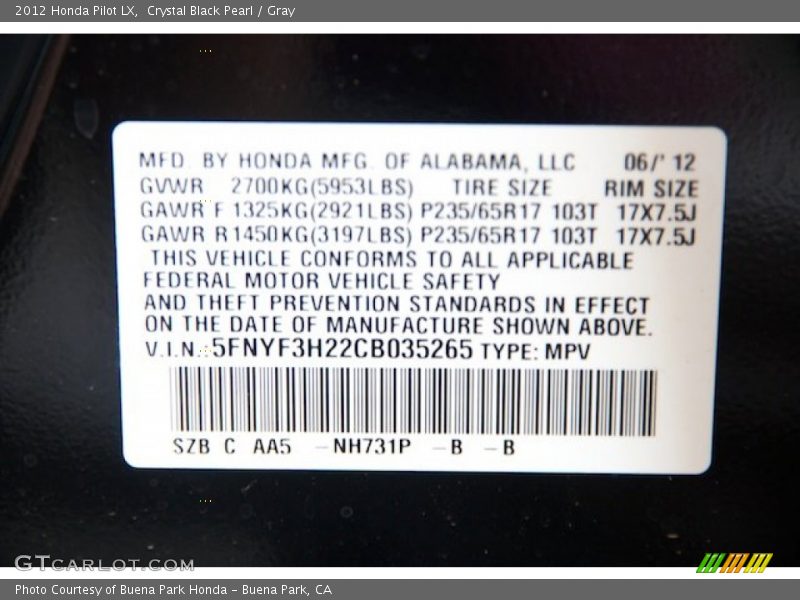 2012 Honda Pilot LX, Crystal Black Pearl / Gray
MFD. BY HONDA MFG. OF ALABAMA, LLC 06/' 12
GVWR 2700KG(5953LBS) TIRE SIZE RIM SIZE
GAWR F 1325KG(2921LBS) P235/65R17 103T 17X7.5J
GAWR R 1450KG(3197LBS) P235/65R17 103T 17X7.5J
THIS VEHICLE CONFORMS TO ALL APPLICABLE
FEDERAL MOTOR VEHICLE SAFETY
AND THEFT PREVENTION STANDARDS IN EFFECT
ON THE DATE OF MANUFACTURE SHOWN ABOVE.
V.I.N.: 5FNYF3H22CB035265 TYPE: MPV
SZB C AA5 -NH731P -B -B
GTCARLOT.COM
Photo Courtesy of Buena Park Honda - Buena Park, CA